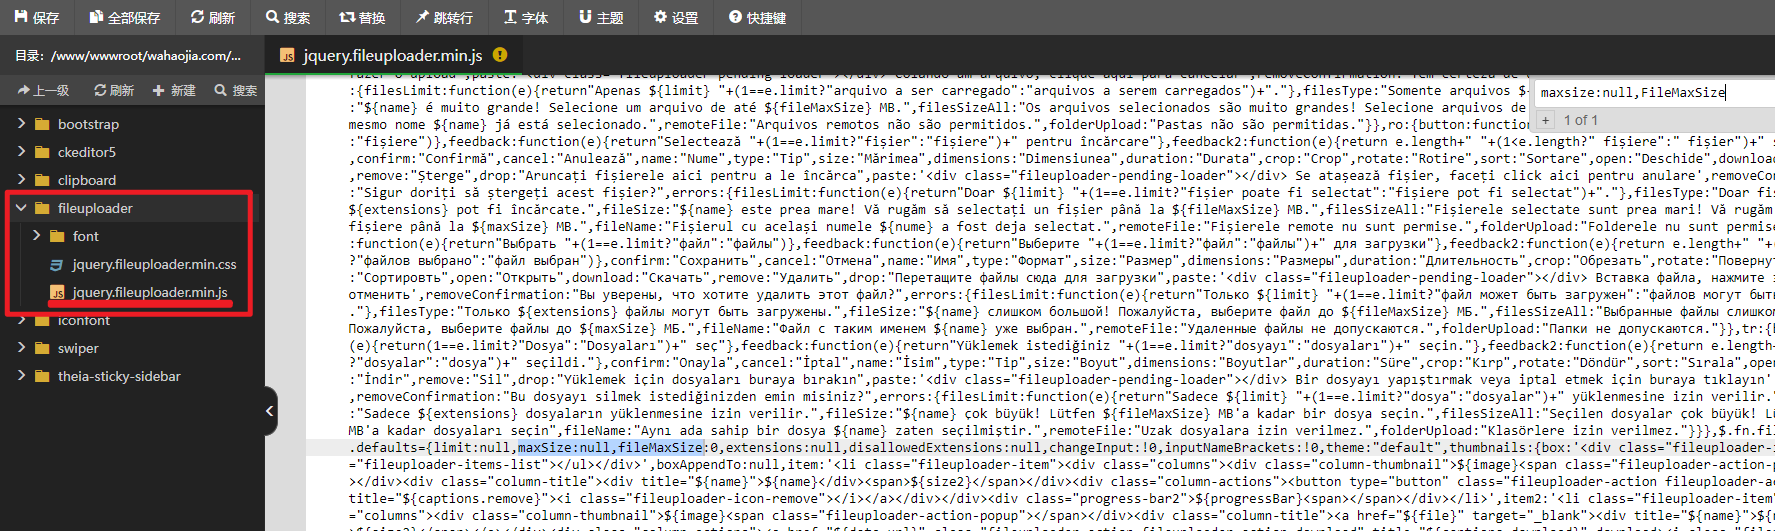 保存 全部保存 刷新 搜索 替换 跳转行 字体 主题 设置 快捷键
目录: /www/wwwroot/wahaojia.com/...
jquery.fileuploader.min.js
上一级 刷新 新建 搜索
bootstrap
ckeditor5
clipboard
fileuploader
font
jquery.fileuploader.min.css
jquery.fileuploader.min.js
iconfont
swiper
theia-sticky-sidebar
maxsize:null,FileMaxSize
+ 1 of 1
:{filesLimit:function(e){return"Apenas ${limit} "+(1==e.limit?"arquivo a ser carregado":"arquivos a serem carregados")+"."},filesType:"Somente arquivos
:"${name} é muito grande! Selecione um arquivo de até ${fileMaxSize} MB.",filesSizeAll:"Os arquivos selecionados são muito grandes! Selecione
mesmo nome ${name} já está selecionado.",remoteFile:"Arquivos remotos não são permitidos.",folderUpload:"Pastas não são permitidas."}},ro:{button:function
:"fișiere")},feedback:function(e){return"Selectează "+(1==e.limit?"fișier":"fișiere")+" pentru încărcare"},feedback2:function(e){return e.length+" "+(1<e.length?" fișiere":" fișier")+"
,confirm:"Confirmă",cancel:"Anulează",name:"Nume",type:"Tip",size:"Mărimea",dimensions:"Dimensiunea",duration:"Durata",crop:"Crop",rotate:"Rotire",sort:"Sortare",open:"Deschide",download
,remove:"Șterge",drop:"Aruncați fișierele aici pentru a le încărca",paste:'<div class="fileuploader-pending-loader"></div> Se atașează fișier, faceți click aici pentru anulare',removeCon
:"Sigur doriți să ștergeți acest fișier?",errors:{filesLimit:function(e){return"Doar ${limit} "+(1==e.limit?"fișier poate fi selectat":"fișiere pot fi selectat")+"."},filesType:"Doar
${extensions} pot fi încărcate.",fileSize:"${name} este prea mare! Vă rugăm să selectați un fișier până la ${fileMaxSize} MB.",filesSizeAll:"Fișierele selectate sunt prea mari! Vă rugăm
fișiere până la ${maxSize} MB.",fileName:"Fișierul cu același numele ${name} a fost deja selectat.",remoteFile:"Fișierele remote nu sunt permise.",folderUpload:"Folderele nu sunt permise
:function(e){return"Выбрать "+(1==e.limit?"файл":"файлы")},feedback:function(e){return"Выберите "+(1==e.limit?"файл":"файлы")+" для загрузки"},feedback2:function(e){return e.length+"
?"файлов выбрано":"файл выбран")},confirm:"Сохранить",cancel:"Отмена",name:"Имя",type:"Формат",size:"Размер",dimensions:"Размеры",duration:"Длительность",crop:"Обрезать",rotate:"Повернут
:"Сортировть",open:"Открыть",download:"Скачать",remove:"Удалить",drop:"Перетащите файлы сюда для загрузки",paste:'<div class="fileuploader-pending-loader"></div> Вставка файла, нажмите
отменить',removeConfirmation:"Вы уверены, что хотите удалить этот файл?",errors:{filesLimit:function(e){return"Только ${limit} "+(1==e.limit?"файл может быть загружен":"файлов могут быть
."},filesType:"Только ${extensions} файлы могут быть загружены.",fileSize:"${name} слишком большой! Пожалуйста, выберите файл до ${fileMaxSize} МБ.",filesSizeAll:"Выбранные файлы слишком
Пожалуйста, выберите файлы до ${maxSize} МБ.",fileName:"Файл с таким именем ${name} уже выбран.",remoteFile:"Удаленные файлы не допускаются.",folderUpload:"Папки не допускаются."}},tr:{
(e){return(1==e.limit?"Dosya":"Dosyaları")+" seç"},feedback:function(e){return"Yüklemek istediğiniz "+(1==e.limit?"dosyayı":"dosyaları")+" seçin."},feedback2:function(e){return e.length
?"dosyalar":"dosya")+" seçildi."},confirm:"Onayla",cancel:"İptal",name:"İsim",type:"Tip",size:"Boyut",dimensions:"Boyutlar",duration:"Süre",crop:"Kırp",rotate:"Döndür",sort:"Sırala",open
:"İndir",remove:"Sil",drop:"Yüklemek için dosyaları buraya bırakın",paste:'<div class="fileuploader-pending-loader"></div> Bir dosyayı yapıştırmak veya iptal etmek için buraya tıklayın'
,removeConfirmation:"Bu dosyayı silmek istediğinizden emin misiniz?",errors:{filesLimit:function(e){return"Sadece ${limit} "+(1==e.limit?"dosya":"dosyalar")+" yüklenmesine izin verilir.
:"Sadece ${extensions} dosyaların yüklenmesine izin verilir.",fileSize:"${name} çok büyük! Lütfen ${fileMaxSize} MB'a kadar bir dosya seçin.",filesSizeAll:"Seçilen dosyalar çok büyük!
MB'a kadar dosyaları seçin",fileName:"Aynı ada sahip bir dosya ${name} zaten seçilmiştir.",remoteFile:"Uzak dosyalara izin verilmez.",folderUpload:"Klasörlere izin verilmez."}}},$.fn.fil
.defaults={limit:null,maxSize:null,fileMaxSize:0,extensions:null,disallowedExtensions:null,changeInput:!0,inputNameBrackets:!0,theme:"default",thumbnails:{box:'<div class="fileuploader-i
="fileuploader-items-list"></ul></div>',boxAppendTo:null,item:'<li class="fileuploader-item"><div class="columns"><div class="column-thumbnail">${image}<span class="fileuploader-action-p
></div><div class="column-title"><div title="${name}">${name}</div><span>${size2}</span></div><div class="column-actions"><button type="button" class="fileuploader-action fileuploader-a
title="${captions.remove}"><i class="fileuploader-icon-remove"></i></a></div></div><div class="progress-bar2">${progressBar}<span></span></div></li>',item2:'<li class="fileuploader-item"
="columns"><div class="column-thumbnail">${image}<span class="fileuploader-action-popup"></span></div><div class="column-title"><a href="${file}" target="_blank"><div title="${name}">